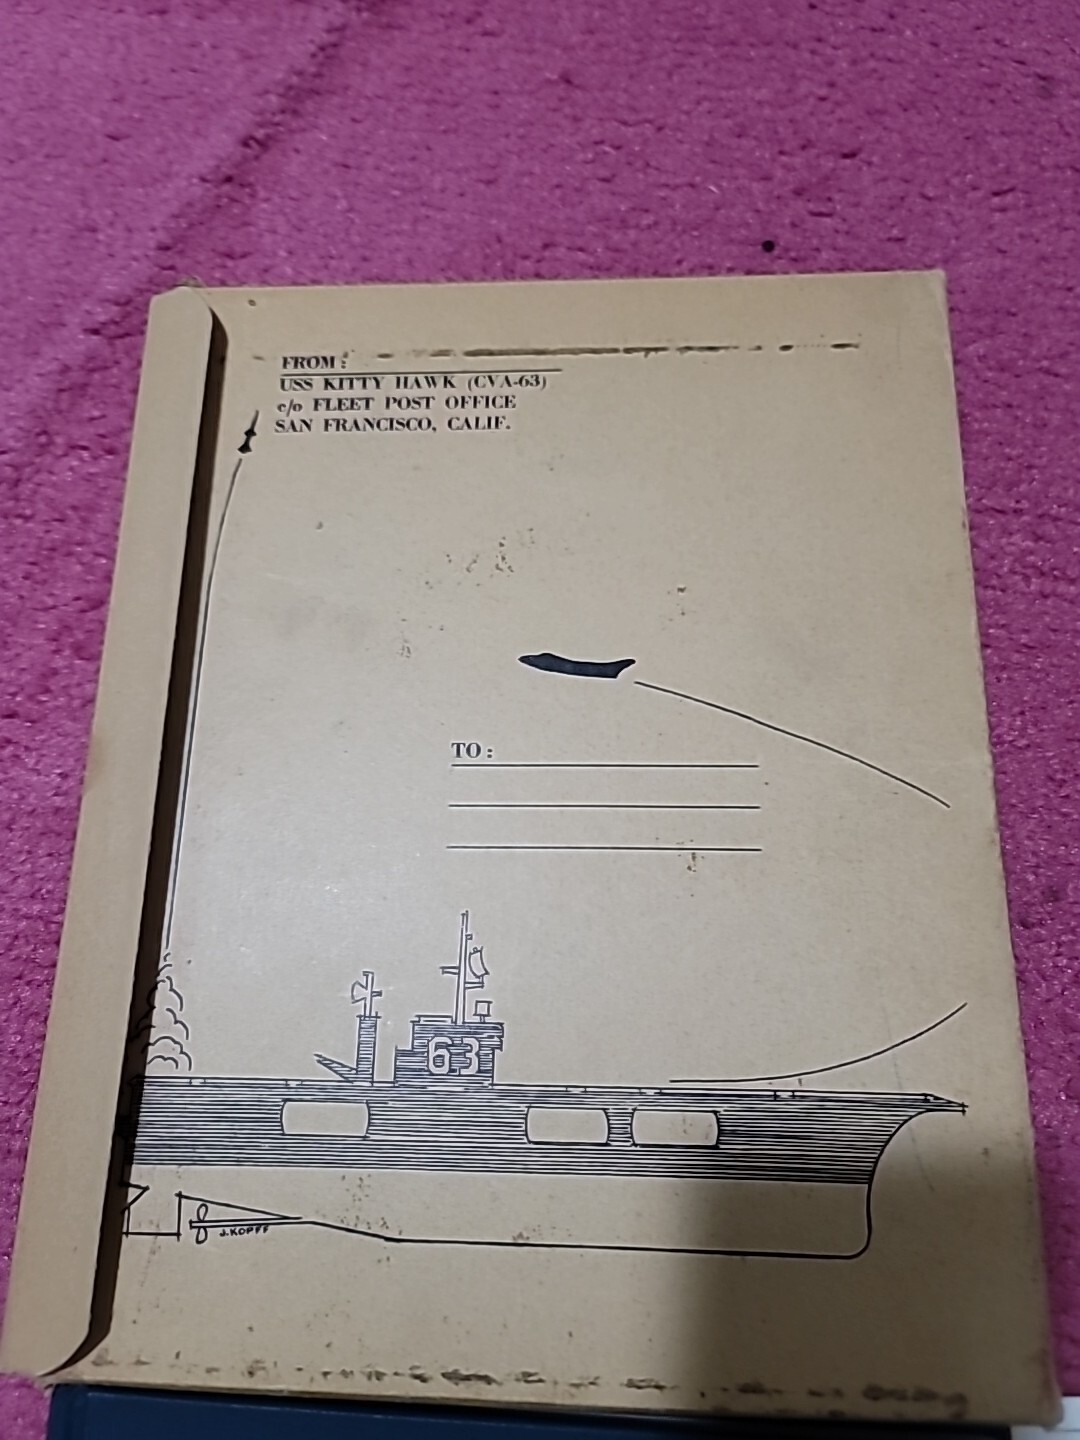 FROM:
USS KITTY HAWK (CVA-63)
c/o FLEET POST OFFICE
SAN FRANCISCO, CALIF.
TO:
63
J.KOPFF